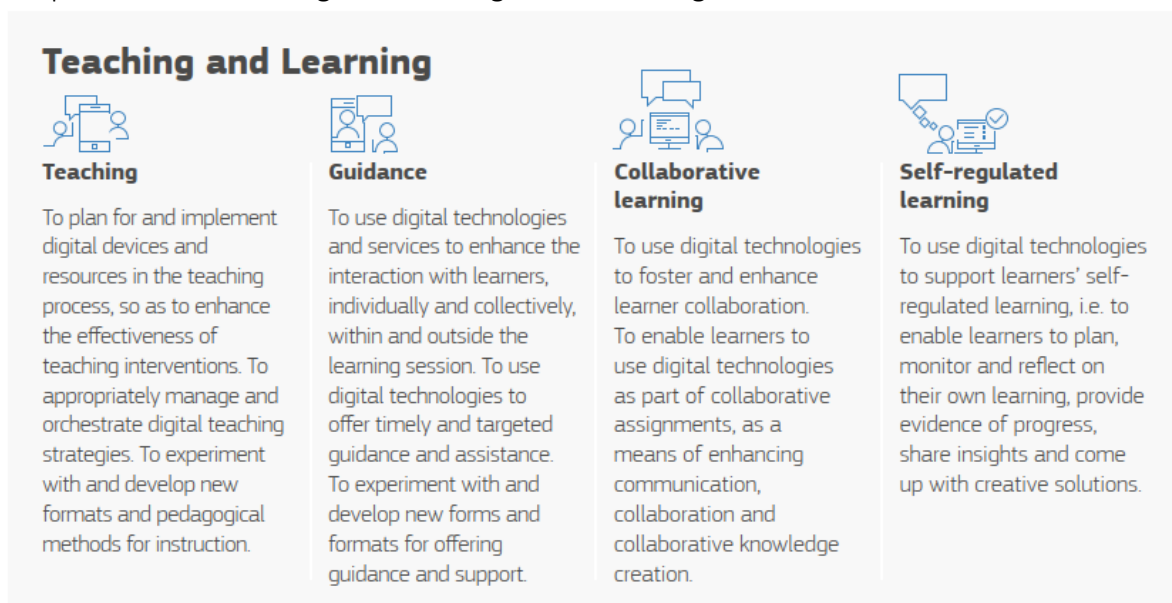 Teaching and Learning
Teaching
To plan for and implement
digital devices and
resources in the teaching
process, so as to enhance
the effectiveness of
teaching interventions. To
appropriately manage and
orchestrate digital teaching
strategies. To experiment
with and develop new
formats and pedagogical
methods for instruction.
Guidance
To use digital technologies
and services to enhance the
interaction with learners,
individually and collectively,
within and outside the
learning session. To use
digital technologies to
offer timely and targeted
guidance and assistance.
To experiment with and
develop new forms and
formats for offering
guidance and support.
Collaborative
learning
To use digital technologies
to foster and enhance
learner collaboration.
To enable learners to
use digital technologies
as part of collaborative
assignments, as a
means of enhancing
communication,
collaboration and
collaborative knowledge
creation.
Self-regulated
learning
To use digital technologies
to support learners’ self-
regulated learning, i.e. to
enable learners to plan,
monitor and reflect on
their own learning, provide
evidence of progress,
share insights and come
up with creative solutions.